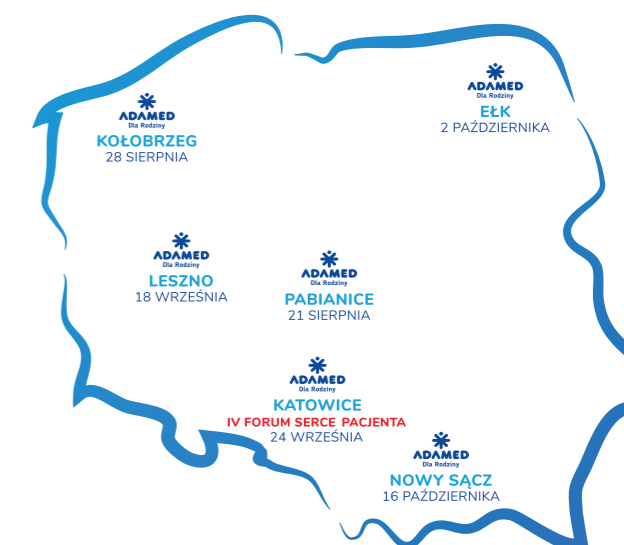 ADAMED
Dla Rodziny
EŁK
2 PAŹDZIERNIKA
ADAMED
Dla Rodziny
KOŁOBRZEG
28 SIERPNIA
ADAMED
Dla Rodziny
LESZNO
18 WRZEŚNIA
ADAMED
Dla Rodziny
PABIANICE
21 SIERPNIA
ADAMED
Dla Rodziny
KATOWICE
IV FORUM SERCE PACJENTA
24 WRZEŚNIA
ADAMED
Dla Rodziny
NOWY SĄCZ
16 PAŹDZIERNIKA